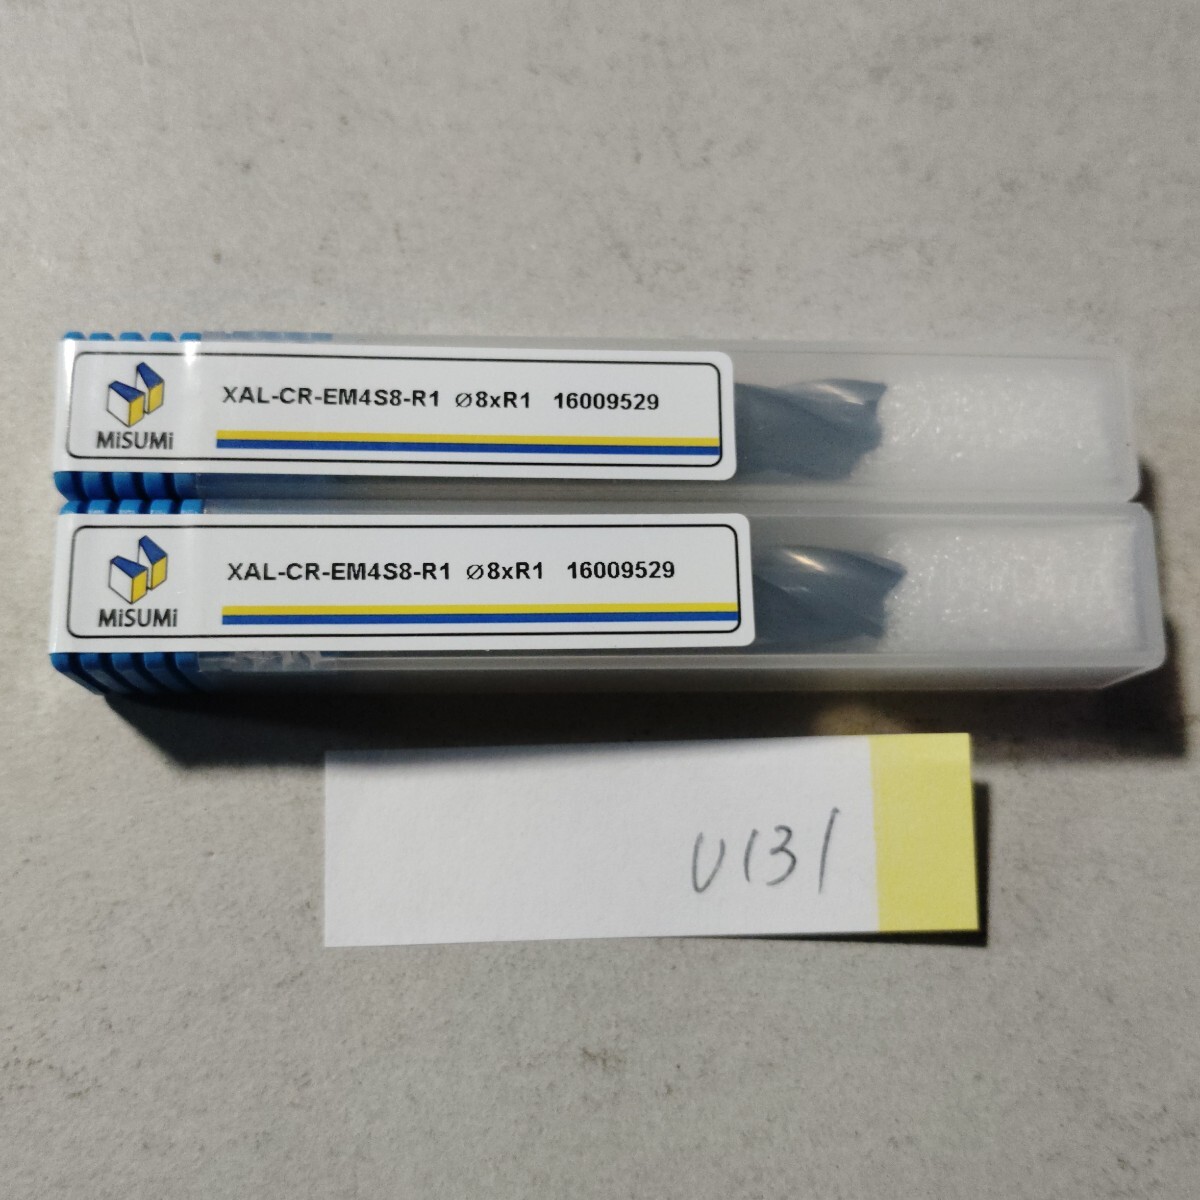 XAL-CR-EM4S8-R1 ⌀8xR1 16009529
MiSUMi
XAL-CR-EM4S8-R1 ⌀8xR1 16009529
MiSUMi
U131